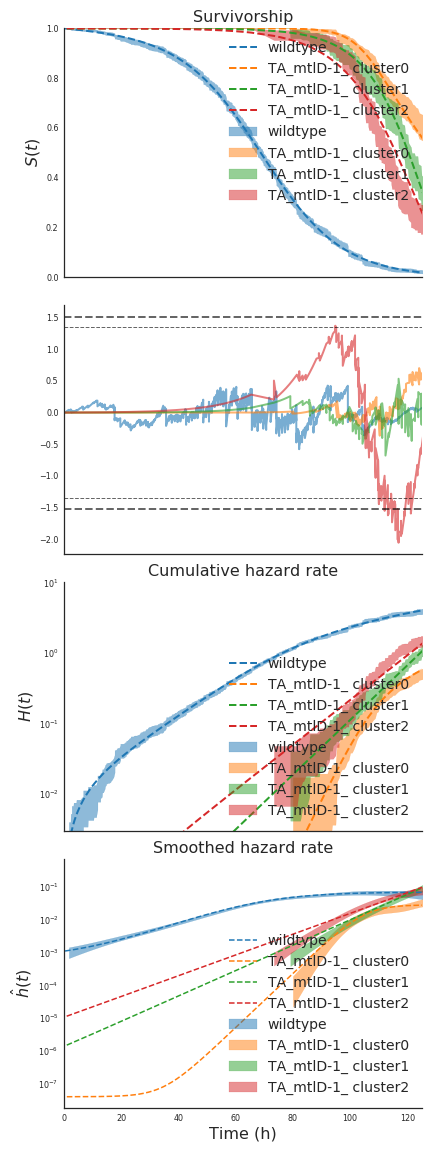 Survivorship
1.0
0.8
0.6
0.4
0.2
0.0
S(t)
wildtype
TA_mtlD-1_ cluster0
TA_mtlD-1_ cluster1
TA_mtlD-1_ cluster2
wildtype
TA_mtlD-1_ cluster0
TA_mtlD-1_ cluster1
TA_mtlD-1_ cluster2
1.5
1.0
0.5
0.0
−0.5
−1.0
−1.5
−2.0
Cumulative hazard rate
10¹
10⁰
10⁻¹
10⁻²
H(t)
wildtype
TA_mtlD-1_ cluster0
TA_mtlD-1_ cluster1
TA_mtlD-1_ cluster2
wildtype
TA_mtlD-1_ cluster0
TA_mtlD-1_ cluster1
TA_mtlD-1_ cluster2
Smoothed hazard rate
10⁻¹
10⁻²
10⁻³
10⁻⁴
10⁻⁵
10⁻⁶
10⁻⁷
ĥ(t)
wildtype
TA_mtlD-1_ cluster0
TA_mtlD-1_ cluster1
TA_mtlD-1_ cluster2
wildtype
TA_mtlD-1_ cluster0
TA_mtlD-1_ cluster1
TA_mtlD-1_ cluster2
0 20 40 60 80 100 120
Time (h)